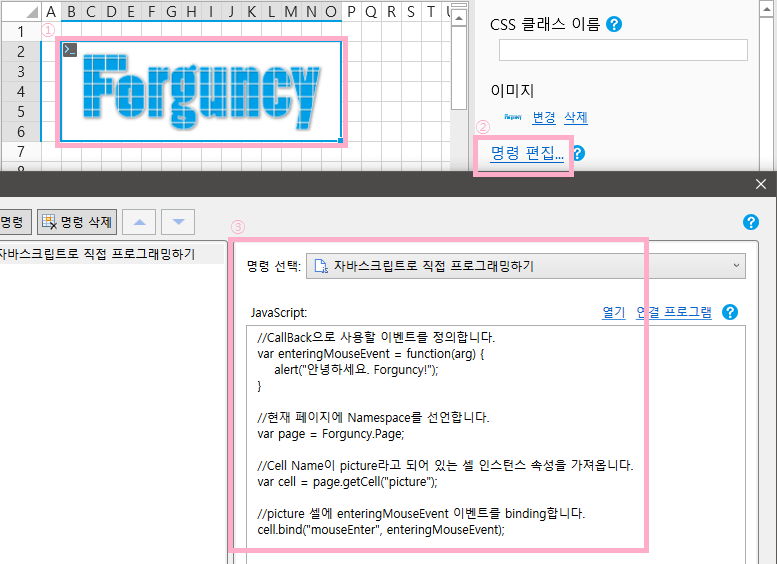 A B C D E F G H I J K L M N O P Q R S T U
1
2
3
4
5
6
7
①
>_
Forguncy
CSS 클래스 이름 ?
이미지
Forguncy 변경 삭제
②
명령 편집... ?
명령 명령 삭제 ?
자바스크립트로 직접 프로그래밍하기
③
명령 선택: 자바스크립트로 직접 프로그래밍하기
JavaScript: 열기 연결 프로그램 ?
//CallBack으로 사용할 이벤트를 정의합니다.
var enteringMouseEvent = function(arg) {
alert("안녕하세요. Forguncy!");
}
//현재 페이지에 Namespace를 선언합니다.
var page = Forguncy.Page;
//Cell Name이 picture라고 되어 있는 셀 인스턴스 속성을 가져옵니다.
var cell = page.getCell("picture");
//picture 셀에 enteringMouseEvent 이벤트를 binding합니다.
cell.bind("mouseEnter", enteringMouseEvent);